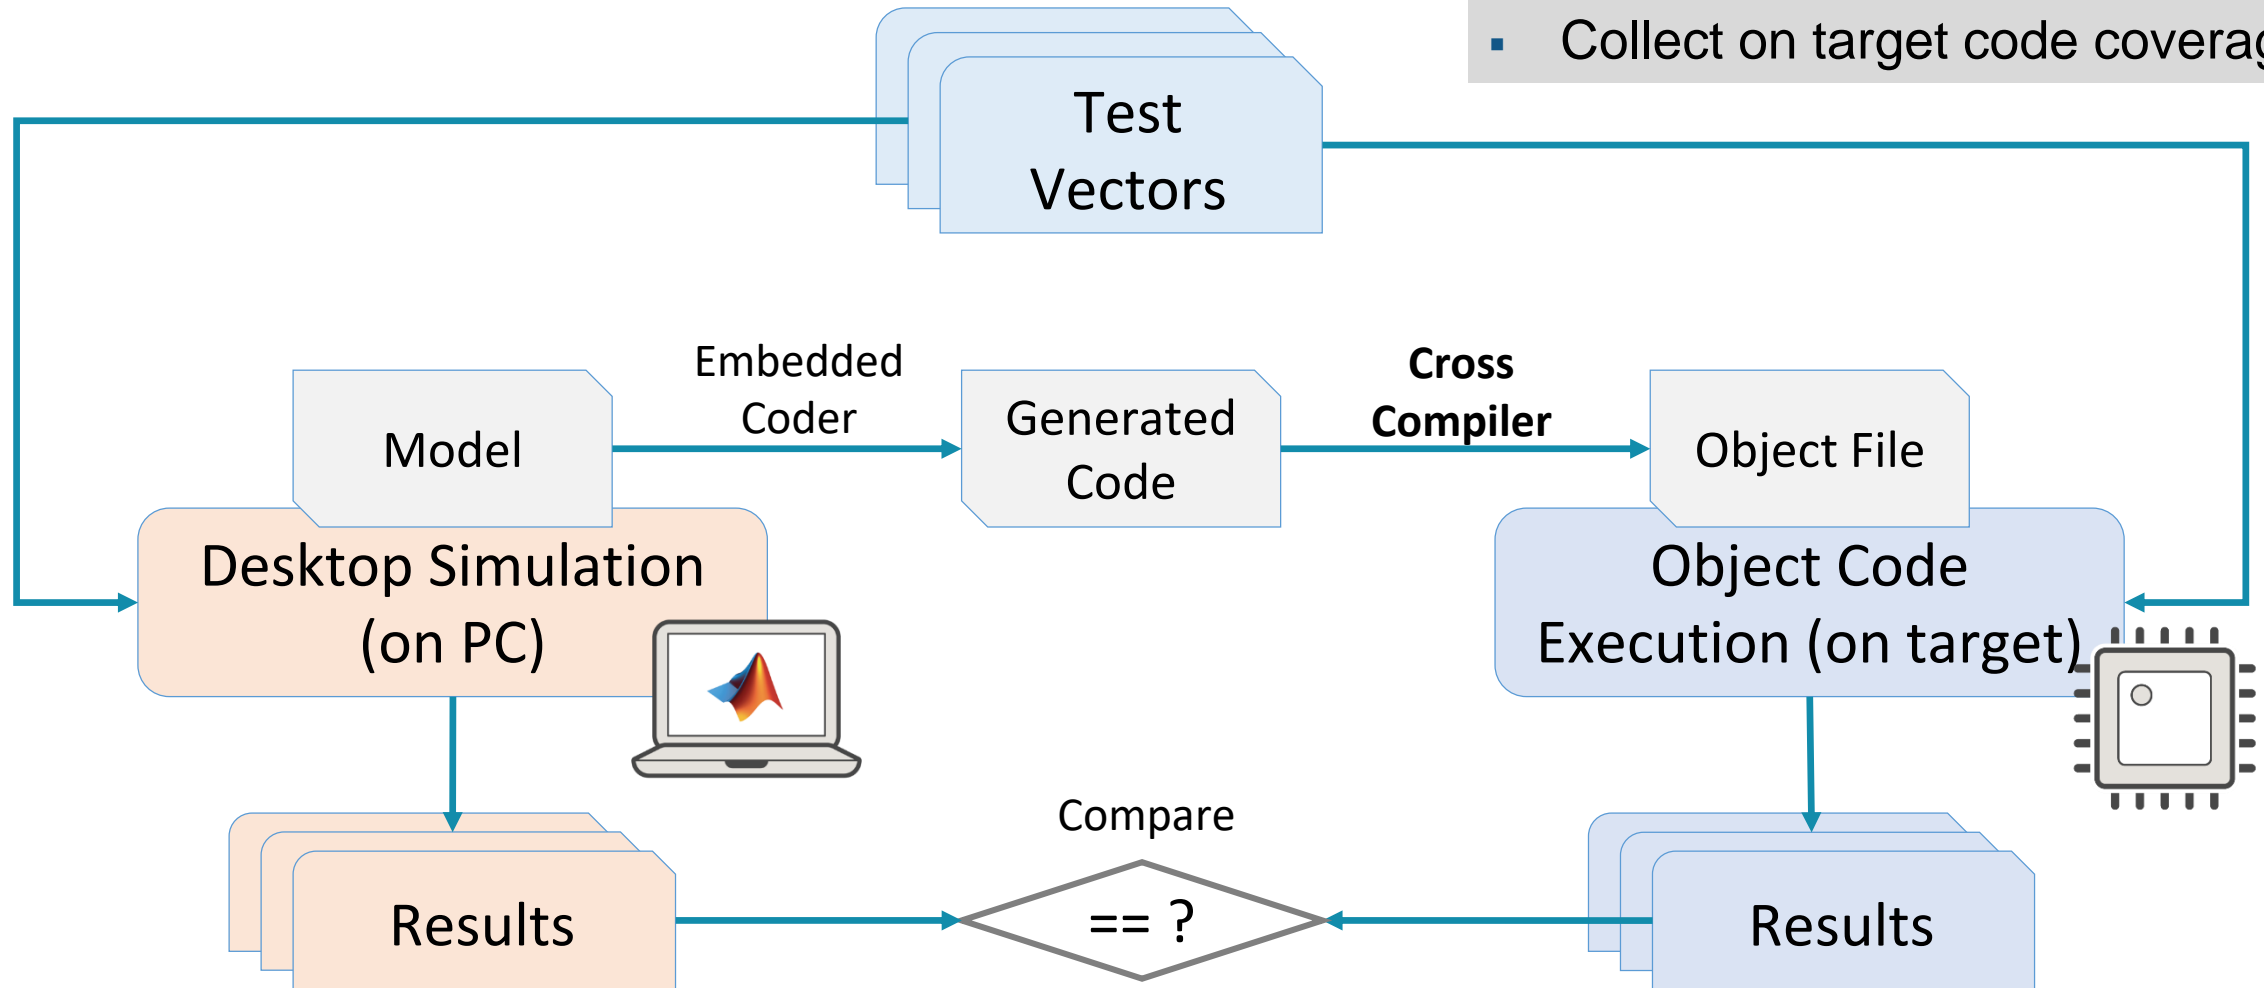 ▪ Collect on target code
Test
Vectors
Embedded
Coder
Cross
Compiler
Model
Generated
Code
Object File
Desktop Simulation
(on PC)
Object Code
Execution (on target)
Compare
Results
== ?
Results